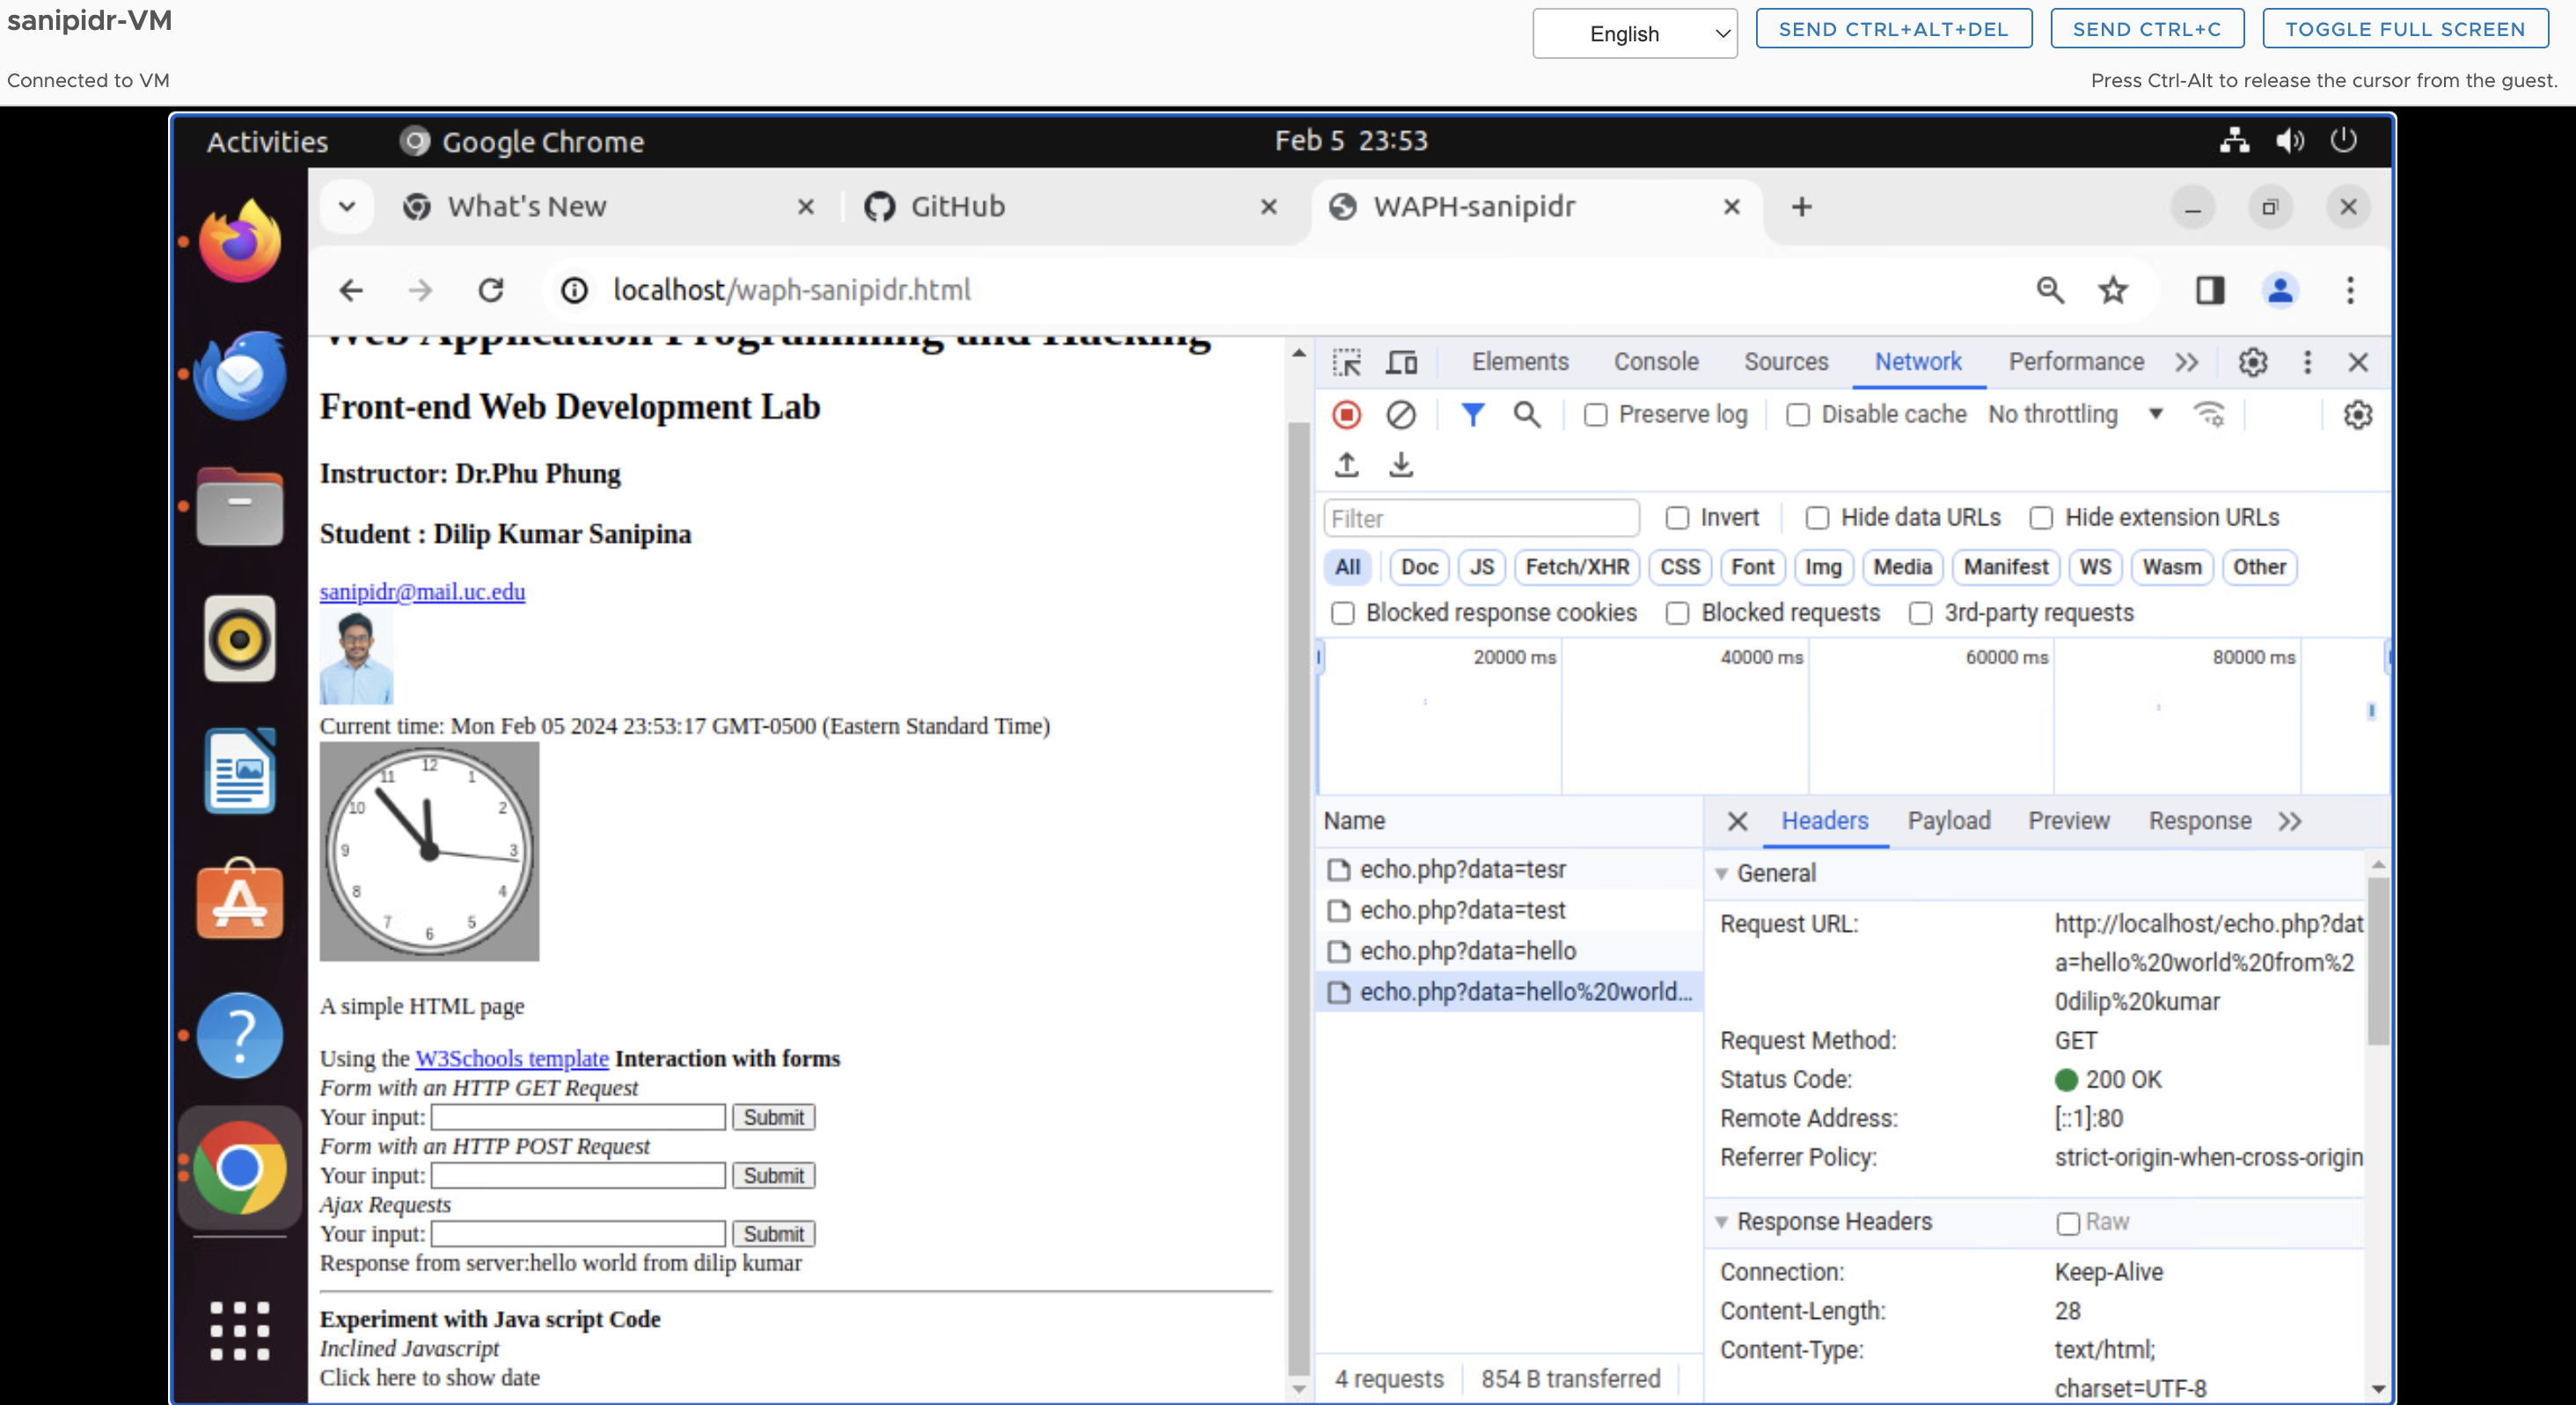 sanipidr-VM
English
SEND CTRL+ALT+DEL
SEND CTRL+C
TOGGLE FULL SCREEN
Connected to VM
Press Ctrl-Alt to release the cursor from the guest.
Activities
Google Chrome
Feb 5 23:53
What's New
GitHub
WAPH-sanipidr
localhost/waph-sanipidr.html
Web Application Programming and Hacking
Front-end Web Development Lab
Instructor: Dr.Phu Phung
Student : Dilip Kumar Sanipina
sanipidr@mail.uc.edu
Current time: Mon Feb 05 2024 23:53:17 GMT-0500 (Eastern Standard Time)
12
1
2
3
4
5
6
7
8
9
10
11
A simple HTML page
Using the W3Schools template Interaction with forms
Form with an HTTP GET Request
Your input: Submit
Form with an HTTP POST Request
Your input: Submit
Ajax Requests
Your input: Submit
Response from server:hello world from dilip kumar
Experiment with Java script Code
Inclined Javascript
Click here to show date
Elements Console Sources Network Performance
Preserve log Disable cache No throttling
Filter Invert Hide data URLs Hide extension URLs
All Doc JS Fetch/XHR CSS Font Img Media Manifest WS Wasm Other
Blocked response cookies Blocked requests 3rd-party requests
20000 ms 40000 ms 60000 ms 80000 ms
Name
echo.php?data=tesr
echo.php?data=test
echo.php?data=hello
echo.php?data=hello%20world...
4 requests 854 B transferred
Headers Payload Preview Response
General
Request URL: http://localhost/echo.php?dat
a=hello%20world%20from%2
0dilip%20kumar
Request Method: GET
Status Code: 200 OK
Remote Address: [::1]:80
Referrer Policy: strict-origin-when-cross-origin
Response Headers Raw
Connection: Keep-Alive
Content-Length: 28
Content-Type: text/html;
charset=UTF-8